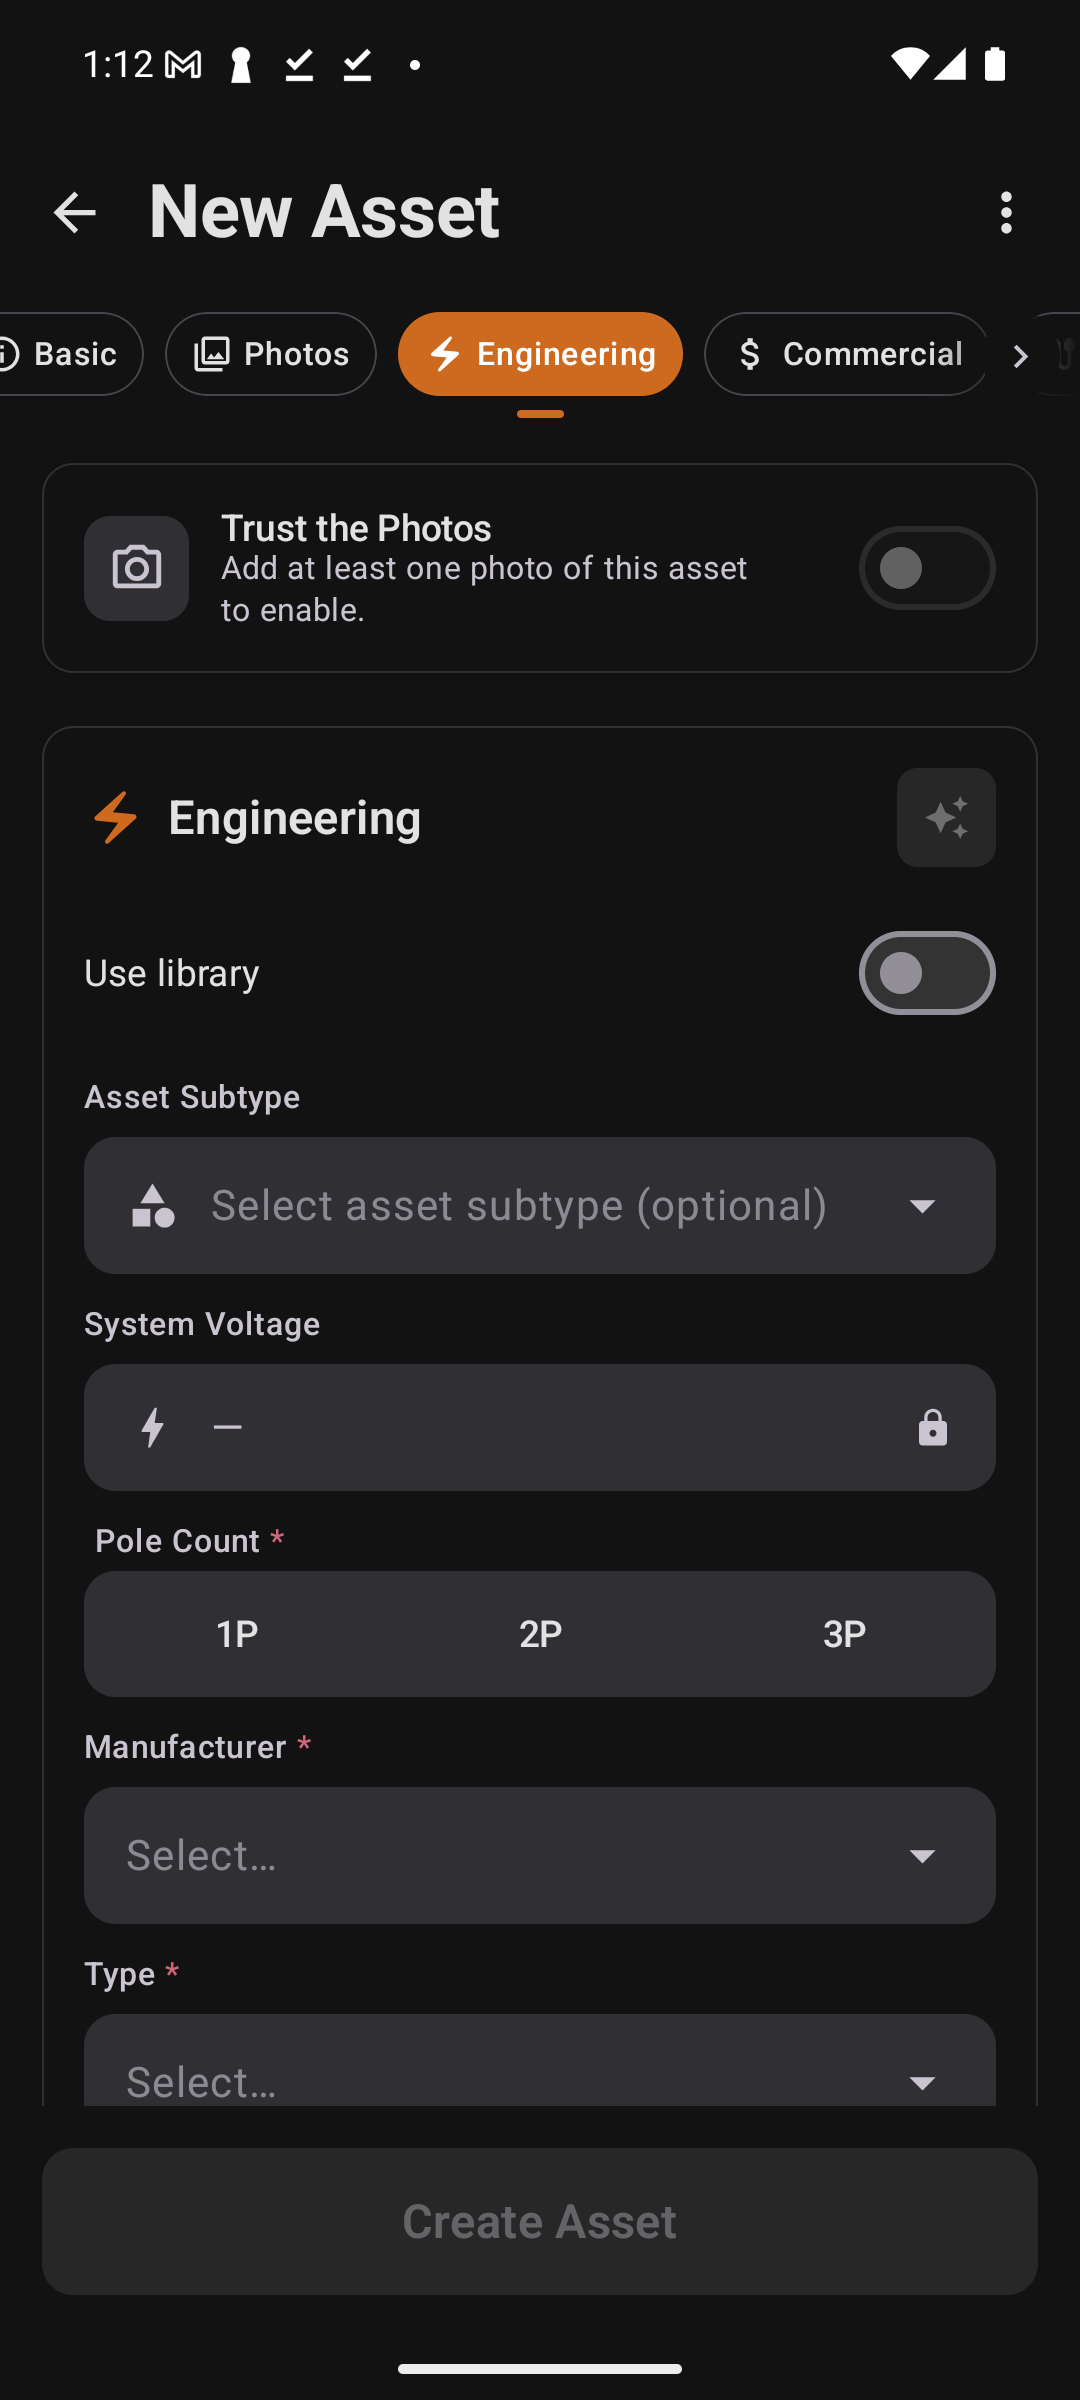 1:12
New Asset
Basic
Photos
Engineering
Commercial
Trust the Photos
Add at least one photo of this asset
to enable.
Engineering
Use library
Asset Subtype
Select asset subtype (optional)
System Voltage
—
Pole Count *
1P 2P 3P
Manufacturer *
Select...
Type *
Select...
Create Asset